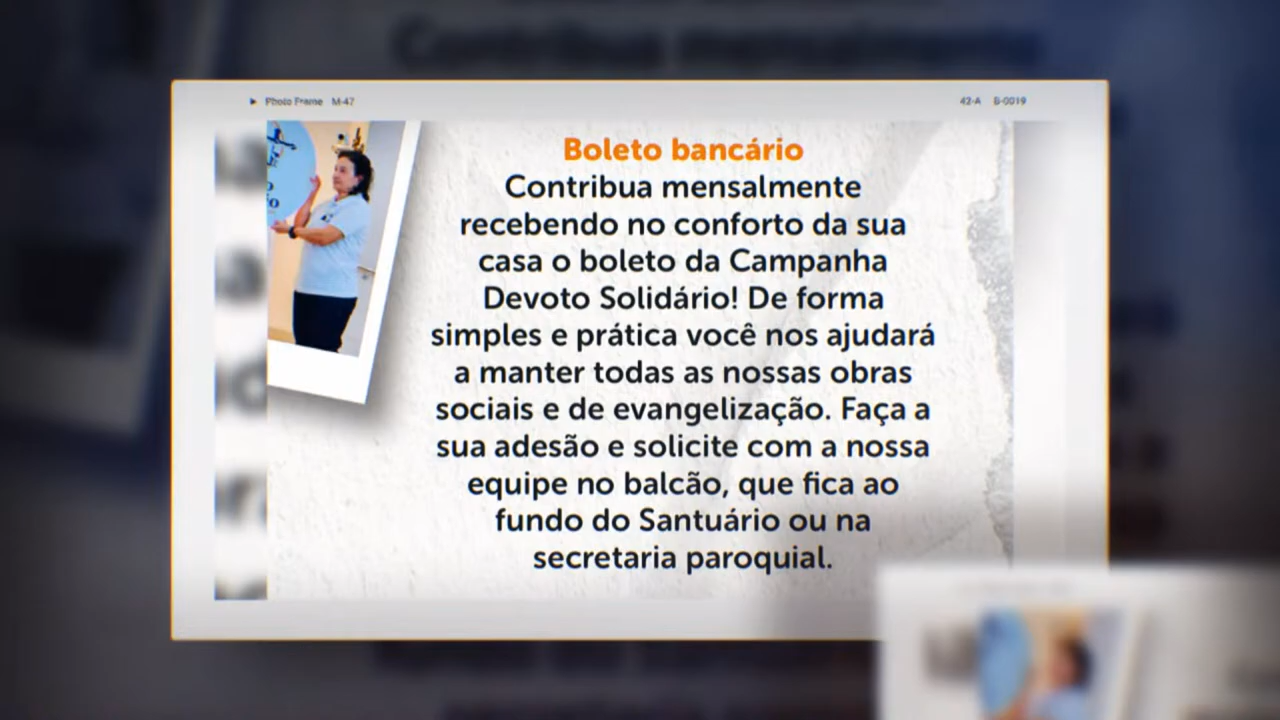 Photo Frame M-47
42-A B-0019
Boleto bancário
Contribua mensalmente
recebendo no conforto da sua
casa o boleto da Campanha
Devoto Solidário! De forma
simples e prática você nos ajudará
a manter todas as nossas obras
sociais e de evangelização. Faça a
sua adesão e solicite com a nossa
equipe no balcão, que fica ao
fundo do Santuário ou na
secretaria paroquial.